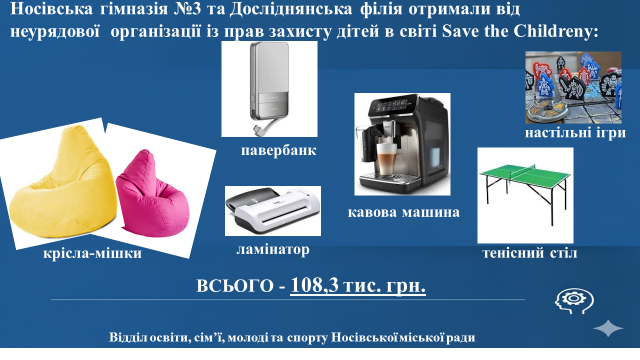 Носівська гімназія №3 та Досліднянська філія отримали від
неурядової організації із прав захисту дітей в світі Save the Childreny:
павербанк
настільні ігри
кавова машина
крісла-мішки
ламінатор
тенісний стіл
ВСЬОГО - 108,3 тис. грн.
Відділ освіти, сім’ї, молоді та спорту Носівської міської ради